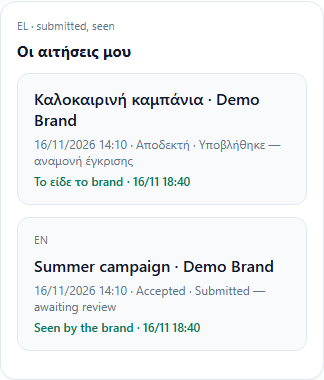 EL · submitted, seen
Οι αιτήσεις μου
Καλοκαιρινή καμπάνια · Demo
Brand
16/11/2026 14:10 · Αποδεκτή · Υποβλήθηκε —
αναμονή έγκρισης
Το είδε το brand · 16/11 18:40
EN
Summer campaign · Demo Brand
16/11/2026 14:10 · Accepted · Submitted —
awaiting review
Seen by the brand · 16/11 18:40